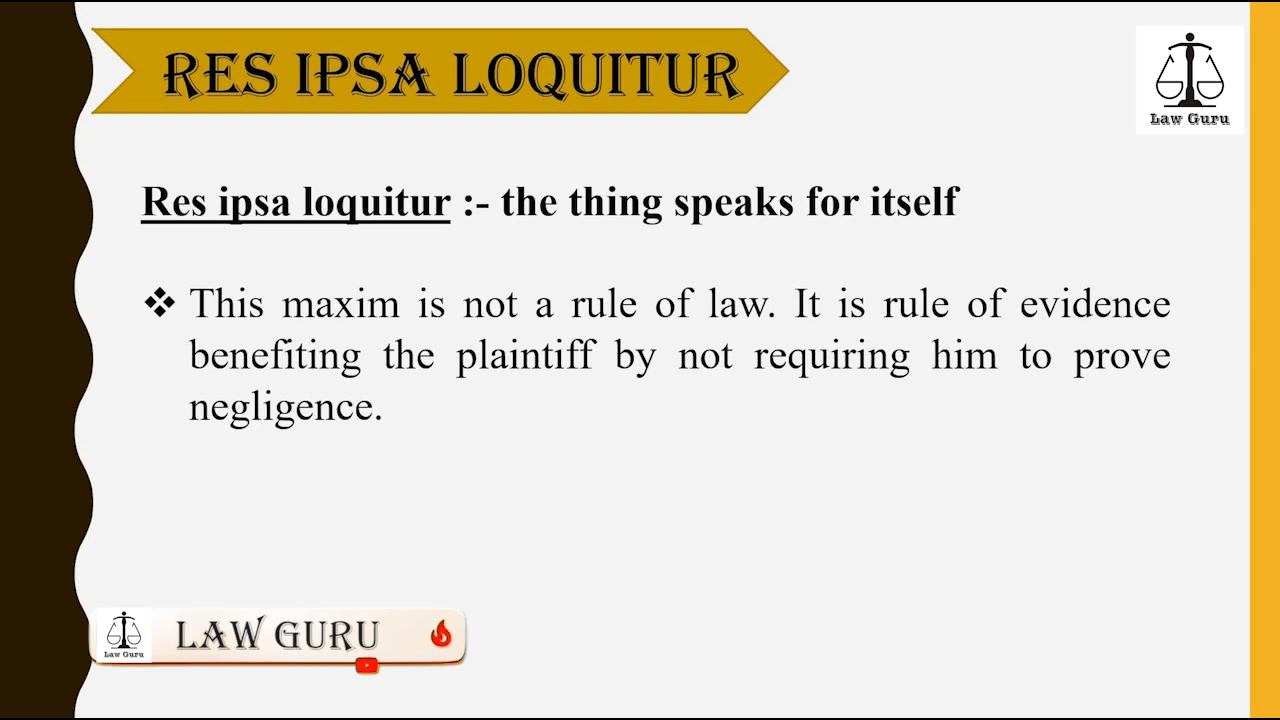 RES IPSA LOQUITUR
Law Guru
Res ipsa loquitur :- the thing speaks for itself
❖ This maxim is not a rule of law. It is rule of evidence
benefiting the plaintiff by not requiring him to prove
negligence.
LAW GURU
Law Guru